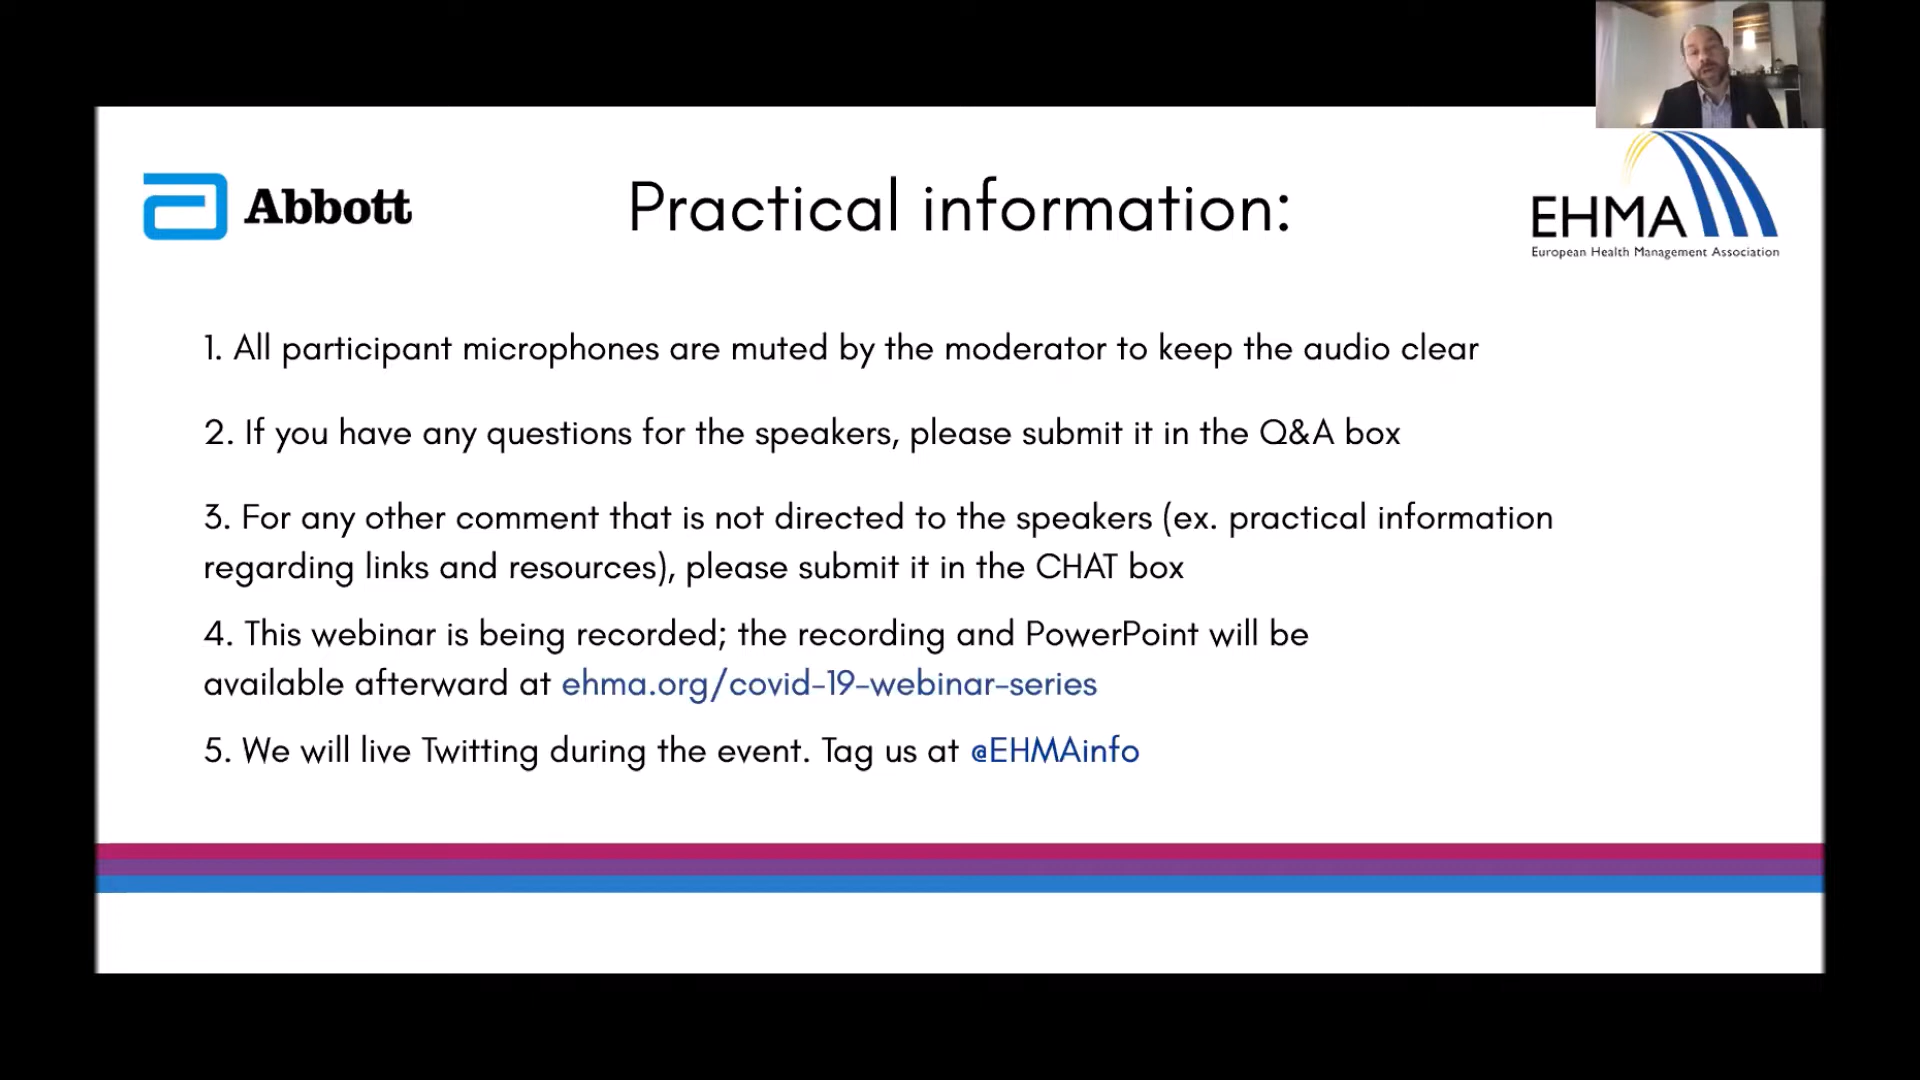 Abbott
Practical information:
EHMA
European Health Management Association
1. All participant microphones are muted by the moderator to keep the audio clear
2. If you have any questions for the speakers, please submit it in the Q&A box
3. For any other comment that is not directed to the speakers (ex. practical information
regarding links and resources), please submit it in the CHAT box
4. This webinar is being recorded; the recording and PowerPoint will be
available afterward at ehma.org/covid-19-webinar-series
5. We will live Twitting during the event. Tag us at @EHMAinfo